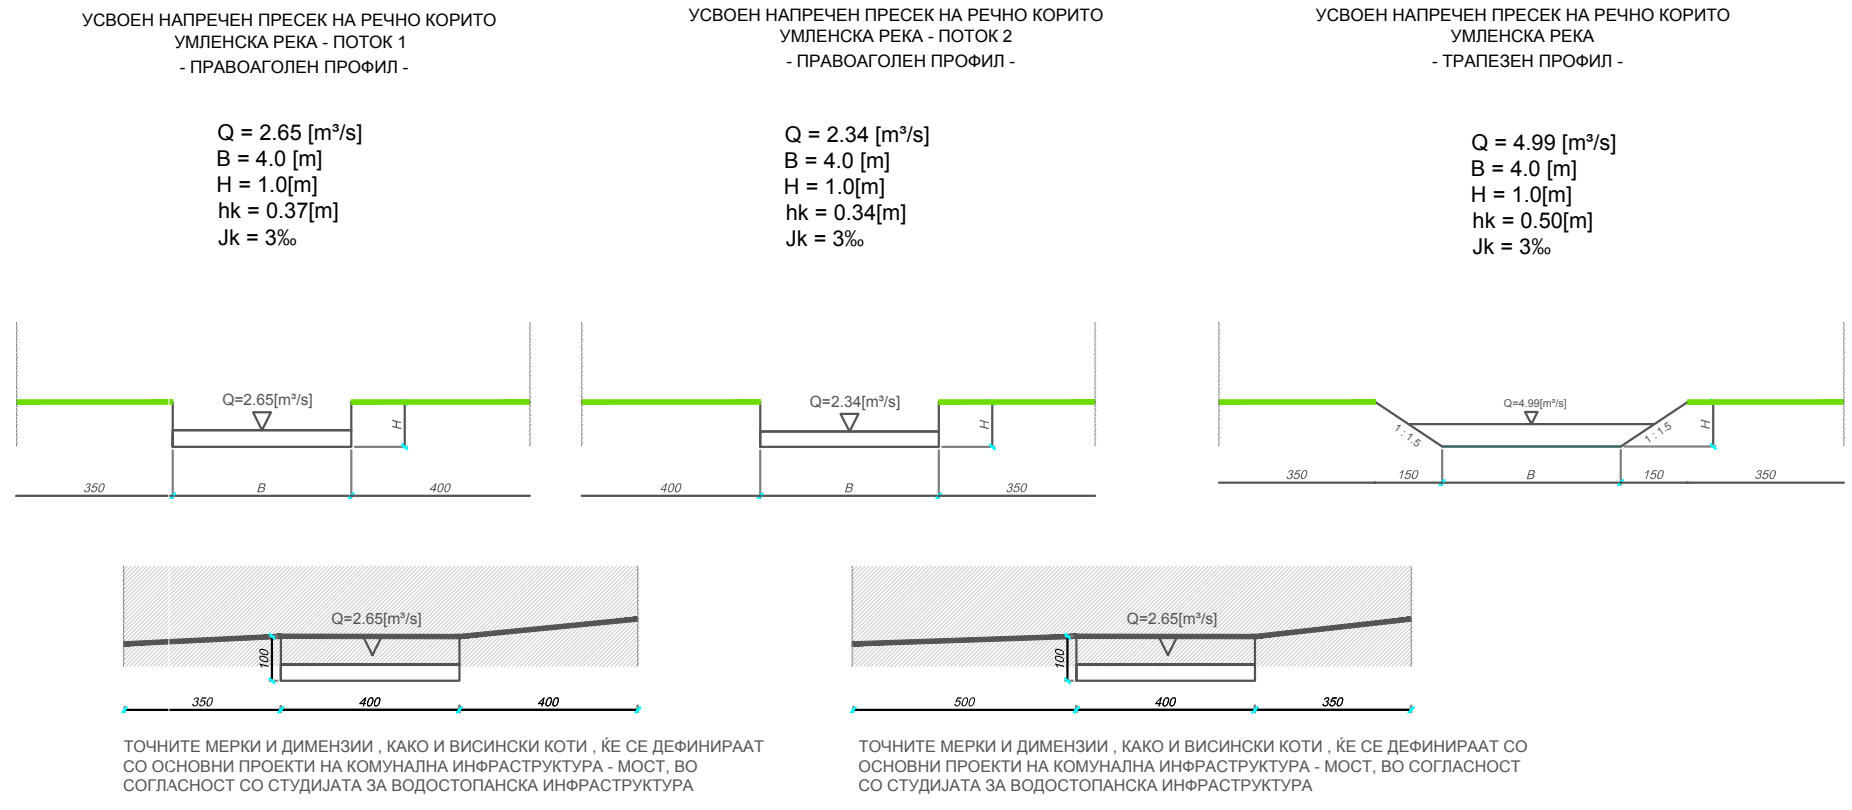 УСВОЕН НАПРЕЧЕН ПРЕСЕК НА РЕЧНО КОРИТО
УМЛЕНСКА РЕКА - ПОТОК 1
- ПРАВОАГОЛЕН ПРОФИЛ -
Q = 2.65 [m³/s]
B = 4.0 [m]
H = 1.0[m]
hk = 0.37[m]
Jk = 3‰
Q=2.65[m³/s]
H
350
B
400
УСВОЕН НАПРЕЧЕН ПРЕСЕК НА РЕЧНО КОРИТО
УМЛЕНСКА РЕКА - ПОТОК 2
- ПРАВОАГОЛЕН ПРОФИЛ -
Q = 2.34 [m³/s]
B = 4.0 [m]
H = 1.0[m]
hk = 0.34[m]
Jk = 3‰
Q=2.34[m³/s]
H
400
B
350
УСВОЕН НАПРЕЧЕН ПРЕСЕК НА РЕЧНО КОРИТО
УМЛЕНСКА РЕКА
- ТРАПЕЗЕН ПРОФИЛ -
Q = 4.99 [m³/s]
B = 4.0 [m]
H = 1.0[m]
hk = 0.50[m]
Jk = 3‰
Q=4.99[m³/s]
1 : 1.5
1 : 1.5
H
350
150
B
150
350
Q=2.65[m³/s]
100
350
400
400
ТОЧНИТЕ МЕРКИ И ДИМЕНЗИИ , КАКО И ВИСИНСКИ КОТИ , ЌЕ СЕ ДЕФИНИРААТ
СО ОСНОВНИ ПРОЕКТИ НА КОМУНАЛНА ИНФРАСТРУКТУРА - МОСТ, ВО
СОГЛАСНОСТ СО СТУДИЈАТА ЗА ВОДОСТОПАНСКА ИНФРАСТРУКТУРА
Q=2.65[m³/s]
100
500
400
350
ТОЧНИТЕ МЕРКИ И ДИМЕНЗИИ , КАКО И ВИСИНСКИ КОТИ , ЌЕ СЕ ДЕФИНИРААТ СО
ОСНОВНИ ПРОЕКТИ НА КОМУНАЛНА ИНФРАСТРУКТУРА - МОСТ, ВО СОГЛАСНОСТ
СО СТУДИЈАТА ЗА ВОДОСТОПАНСКА ИНФРАСТРУКТУРА